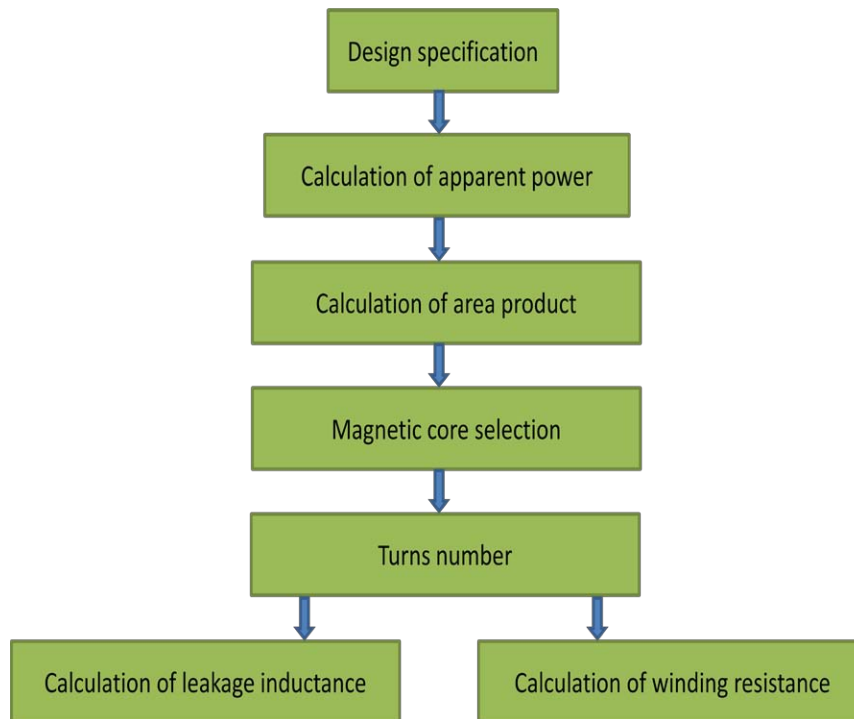 Design specification
Calculation of apparent power
Calculation of area product
Magnetic core selection
Turns number
Calculation of leakage inductance
Calculation of winding resistance